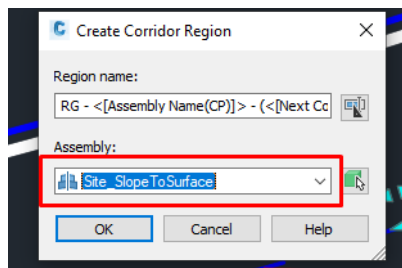 C Create Corridor Region
Region name:
RG - <[Assembly Name(CP)]> - (<[Next Cc
Assembly:
Site_SlopeToSurface
OK Cancel Help